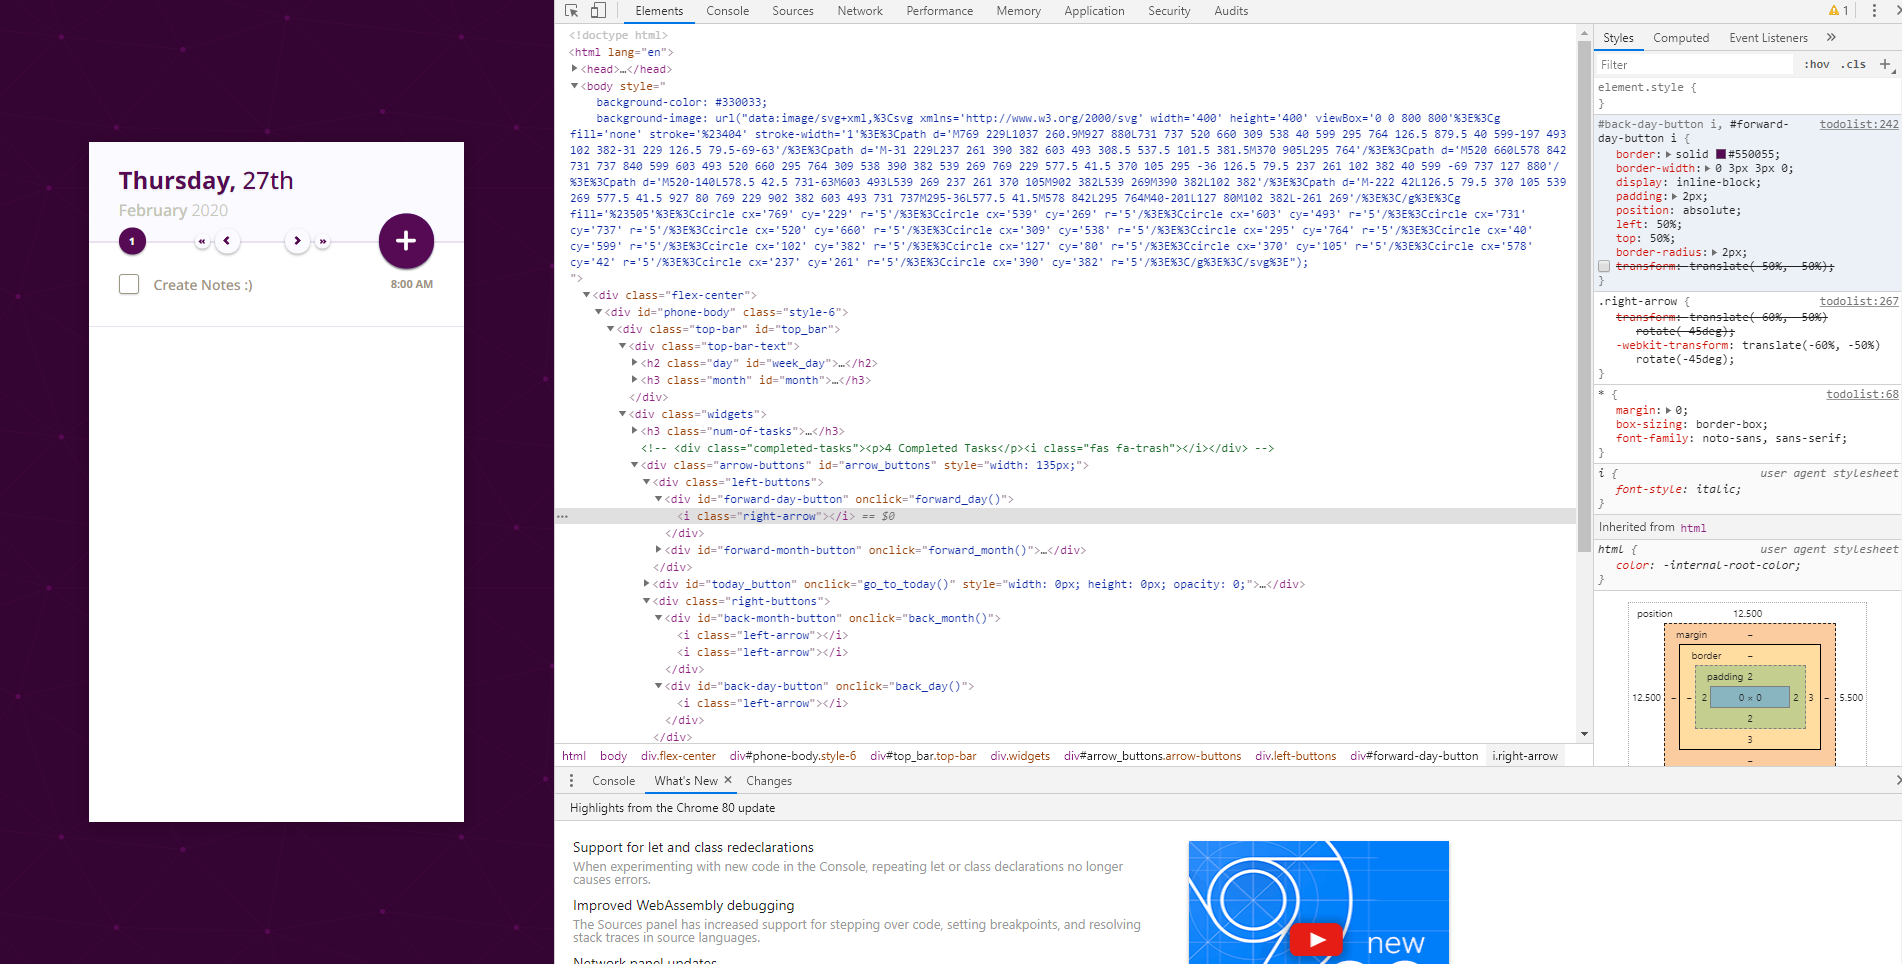 Thursday, 27th
February 2020
1
«
‹
›
»
+
Create Notes :)
8:00 AM
Elements Console Sources Network Performance Memory Application Security Audits
1
<!doctype html>
<html lang="en">
<head>…</head>
<body style="
background-color: #330033;
background-image: url("data:image/svg+xml,%3Csvg xmlns='http://www.w3.org/2000/svg' width='400' height='400' viewBox='0 0 800 800'%3E%3Cg
fill='none' stroke='%23404' stroke-width='1'%3E%3Cpath d='M769 229L1037 260.9M927 880L731 737 520 660 309 538 40 599 295 764 126.5 879.5 40 599-197 493
102 382-31 229 126.5 79.5-69-63'/%3E%3Cpath d='M-31 229L237 261 390 382 603 493 308.5 537.5 101.5 381.5M370 905L295 764'/%3E%3Cpath d='M520 660L578 842
731 737 840 599 603 493 520 660 295 764 309 538 390 382 539 269 769 229 577.5 41.5 370 105 295 -36 126.5 79.5 237 261 102 382 40 599 -69 737 127 880'/
%3E%3Cpath d='M520-140L578.5 42.5 731-63M603 493L539 269 237 261 370 105M902 382L539 269M390 382L102 382'/%3E%3Cpath d='M-222 42L126.5 79.5 370 105 539
269 577.5 41.5 927 80 769 229 902 382 603 493 731 737M295-36L577.5 41.5M578 842L295 764M40-201L127 80M102 382L-261 269'/%3E%3C/g%3E%3Cg
fill='%23505'%3E%3Ccircle cx='769' cy='229' r='5'/%3E%3Ccircle cx='539' cy='269' r='5'/%3E%3Ccircle cx='603' cy='493' r='5'/%3E%3Ccircle cx='731'
cy='737' r='5'/%3E%3Ccircle cx='520' cy='660' r='5'/%3E%3Ccircle cx='309' cy='538' r='5'/%3E%3Ccircle cx='295' cy='764' r='5'/%3E%3Ccircle cx='40'
cy='599' r='5'/%3E%3Ccircle cx='102' cy='382' r='5'/%3E%3Ccircle cx='127' cy='80' r='5'/%3E%3Ccircle cx='370' cy='105' r='5'/%3E%3Ccircle cx='578'
cy='42' r='5'/%3E%3Ccircle cx='237' cy='261' r='5'/%3E%3Ccircle cx='390' cy='382' r='5'/%3E%3C/g%3E%3C/svg%3E");
">
<div class="flex-center">
<div id="phone-body" class="style-6">
<div class="top-bar" id="top_bar">
<div class="top-bar-text">
<h2 class="day" id="week_day">…</h2>
<h3 class="month" id="month">…</h3>
</div>
<div class="widgets">
<h3 class="num-of-tasks">…</h3>
<!-- <div class="completed-tasks"><p>4 Completed Tasks</p><i class="fas fa-trash"></i></div> -->
<div class="arrow-buttons" id="arrow_buttons" style="width: 135px;">
<div class="left-buttons">
<div id="forward-day-button" onclick="forward_day()">
… <i class="right-arrow"></i> == $0
</div>
<div id="forward-month-button" onclick="forward_month()">…</div>
</div>
<div id="today_button" onclick="go_to_today()" style="width: 0px; height: 0px; opacity: 0;">…</div>
<div class="right-buttons">
<div id="back-month-button" onclick="back_month()">
<i class="left-arrow"></i>
<i class="left-arrow"></i>
</div>
<div id="back-day-button" onclick="back_day()">
<i class="left-arrow"></i>
</div>
</div>
html body div.flex-center div#phone-body.style-6 div#top_bar.top-bar div.widgets div#arrow_buttons.arrow-buttons div.left-buttons div#forward-day-button i.right-arrow
Styles Computed Event Listeners »
Filter :hov .cls +
element.style {
}
#back-day-button i, #forward- todolist:242
day-button i {
border: solid #550055;
border-width: 0 3px 3px 0;
display: inline-block;
padding: 2px;
position: absolute;
left: 50%;
top: 50%;
border-radius: 2px;
transform: translate(-50%, -50%);
}
.right-arrow { todolist:267
transform: translate(-60%, -50%)
rotate(-45deg);
-webkit-transform: translate(-60%, -50%)
rotate(-45deg);
}
* { todolist:68
margin: 0;
box-sizing: border-box;
font-family: noto-sans, sans-serif;
}
i { user agent stylesheet
font-style: italic;
}
Inherited from html
html { user agent stylesheet
color: -internal-root-color;
}
position 12.500
margin –
border –
padding 2
12.500 – – 2 0 × 0 2 3 – 5.500
2
3
–
Console What's New × Changes
Highlights from the Chrome 80 update
Support for let and class redeclarations
When experimenting with new code in the Console, repeating let or class declarations no longer
causes errors.
Improved WebAssembly debugging
The Sources panel has increased support for stepping over code, setting breakpoints, and resolving
stack traces in source languages.
Network panel updates
new